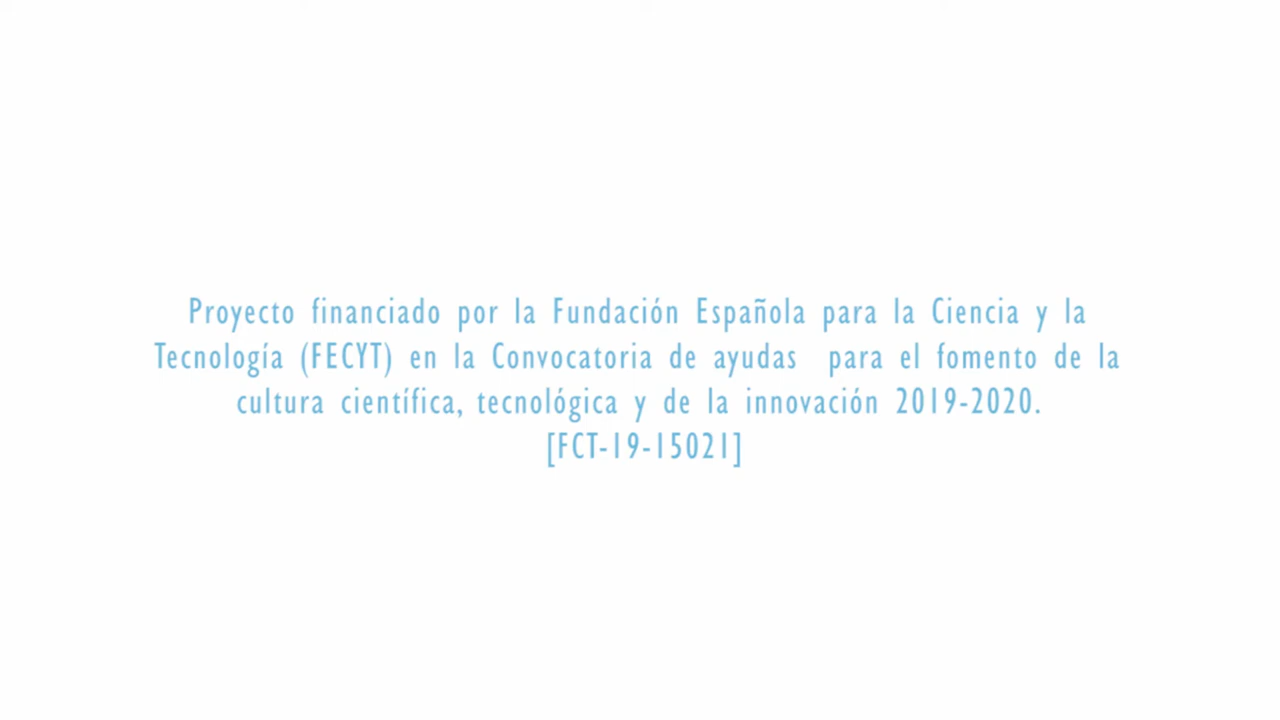 Proyecto financiado por la Fundación Española para la Ciencia y la
Tecnología (FECYT) en la Convocatoria de ayudas para el fomento de la
cultura científica, tecnológica y de la innovación 2019-2020.
[FCT-19-15021]